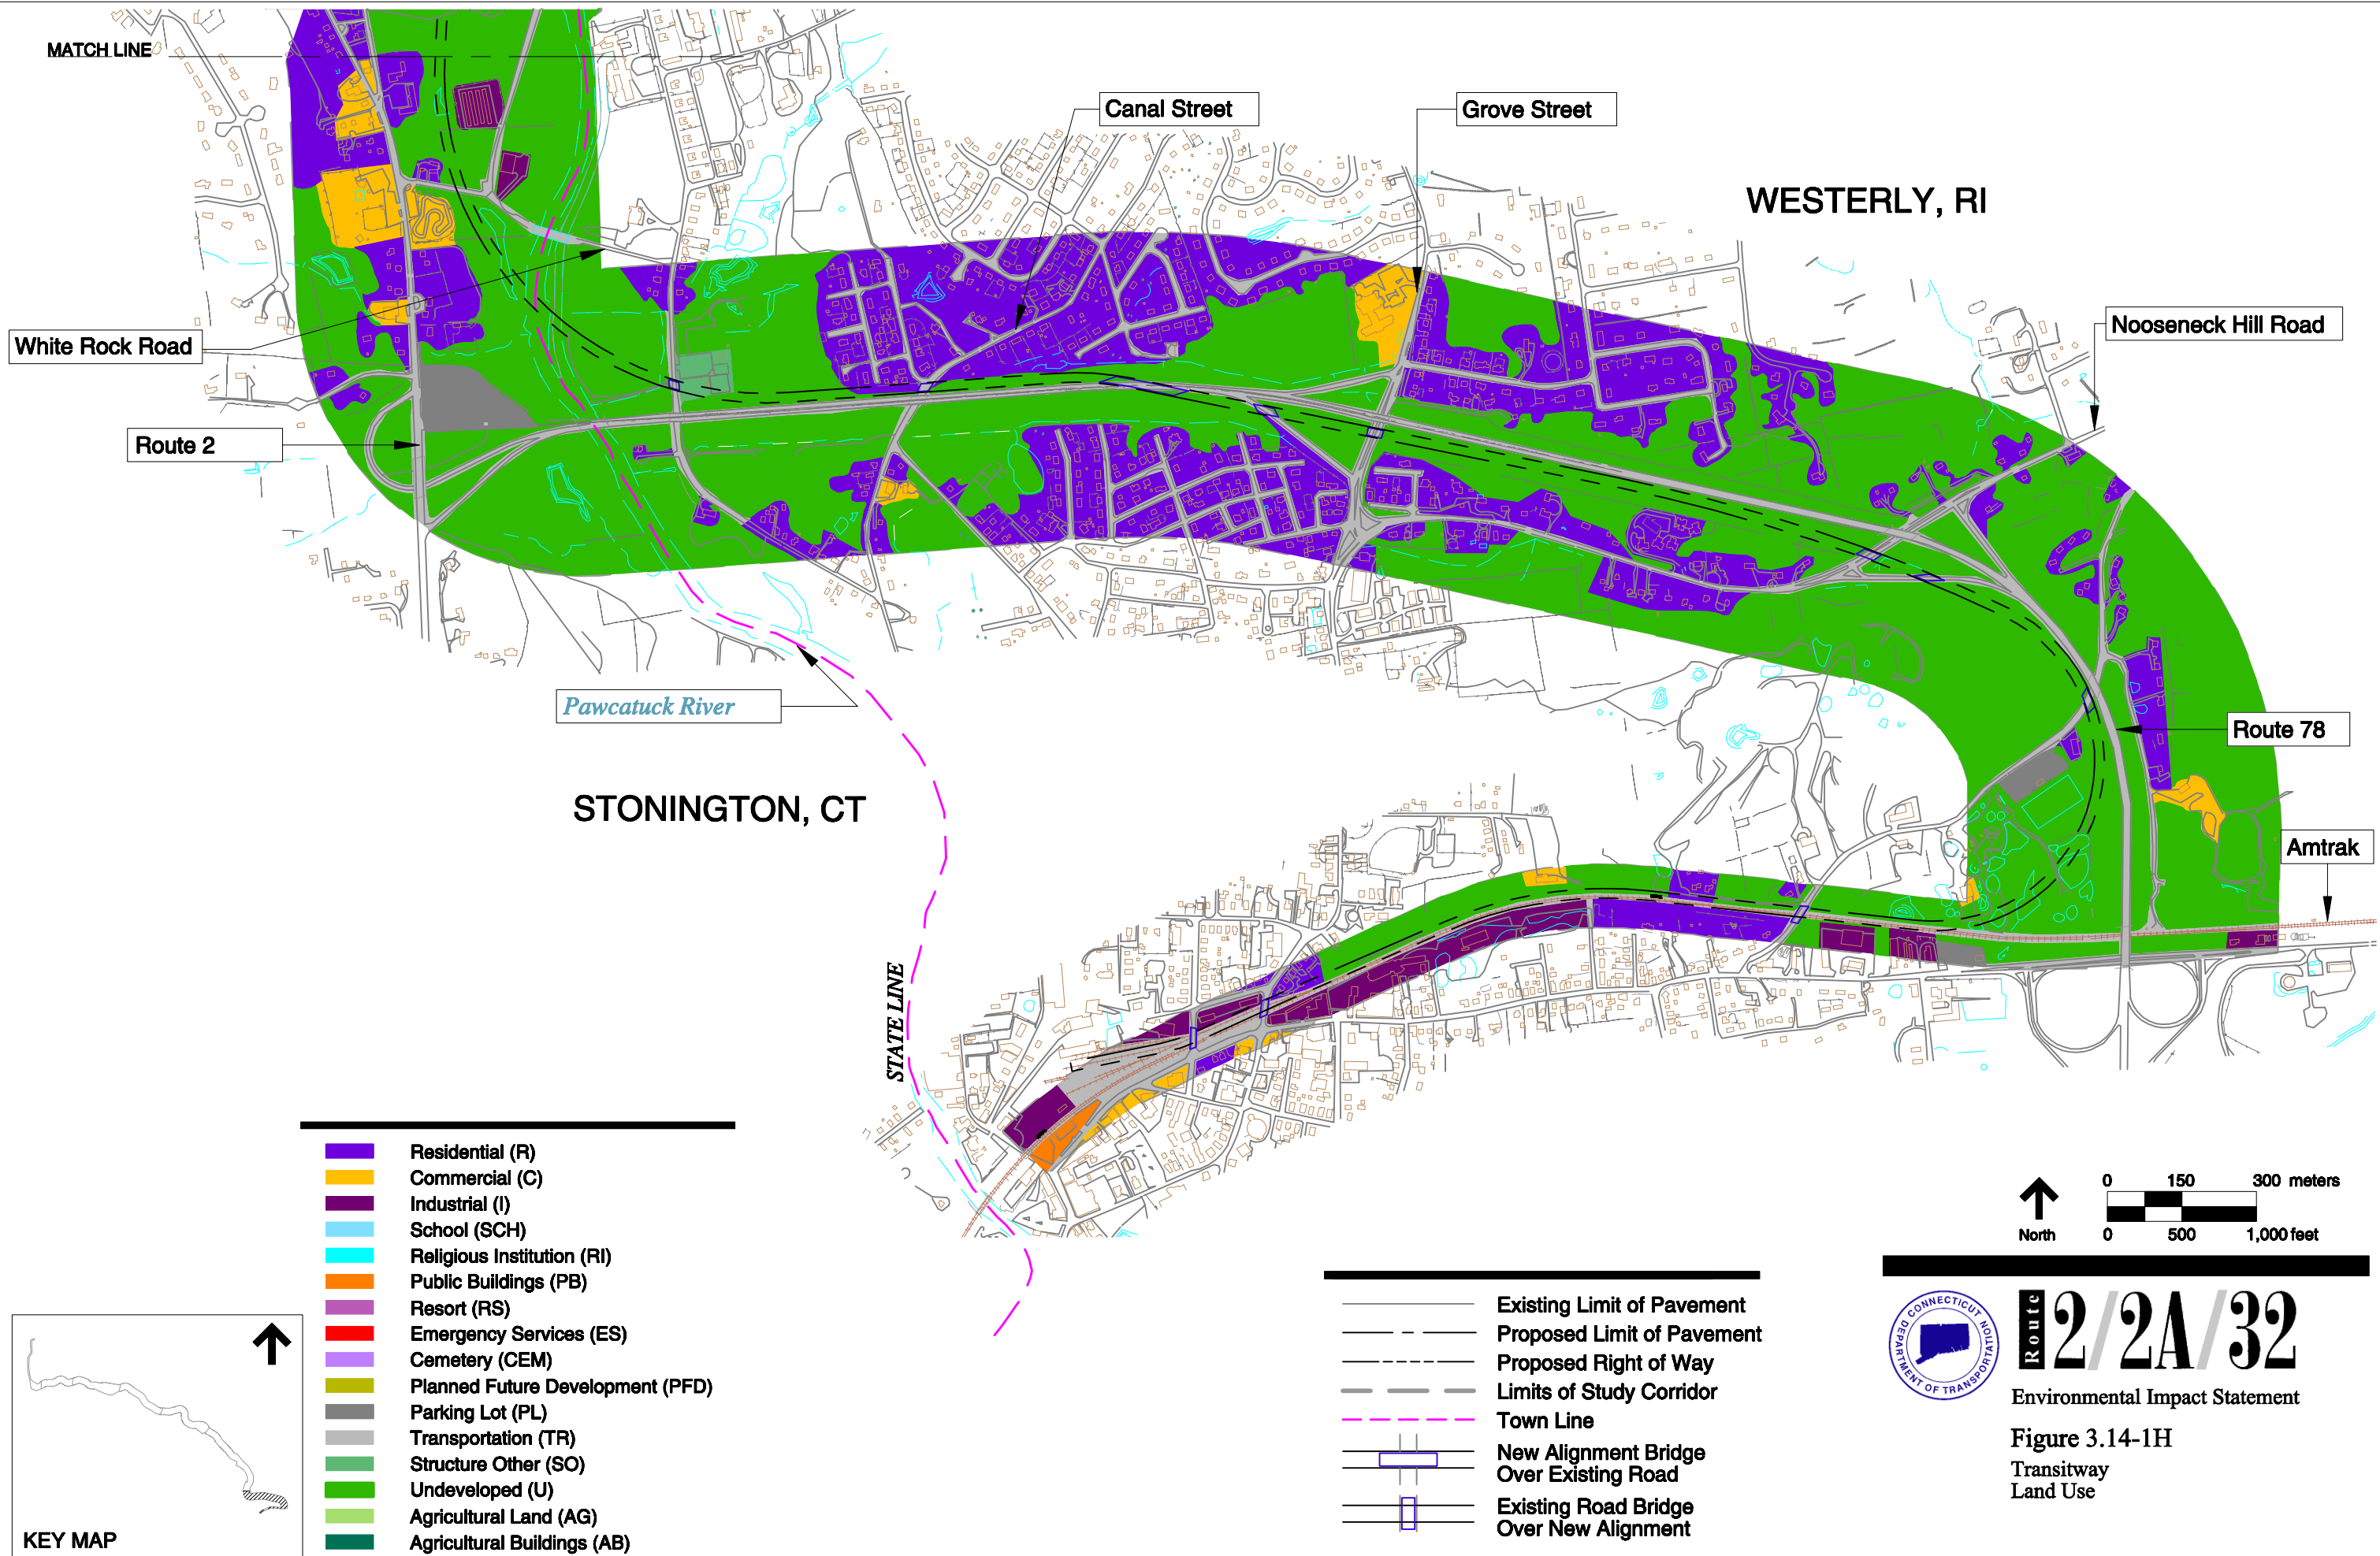 MATCH LINE
Canal Street
Grove Street
WESTERLY, RI
Nooseneck Hill Road
White Rock Road
Route 2
Pawcatuck River
Route 78
STONINGTON, CT
Amtrak
STATE LINE
Residential (R)
Commercial (C)
Industrial (I)
School (SCH)
Religious Institution (RI)
Public Buildings (PB)
Resort (RS)
Emergency Services (ES)
Cemetery (CEM)
Planned Future Development (PFD)
Parking Lot (PL)
Transportation (TR)
Structure Other (SO)
Undeveloped (U)
Agricultural Land (AG)
Agricultural Buildings (AB)
KEY MAP
Existing Limit of Pavement
Proposed Limit of Pavement
Proposed Right of Way
Limits of Study Corridor
Town Line
New Alignment Bridge
Over Existing Road
Existing Road Bridge
Over New Alignment
North
0 150 300 meters
0 500 1,000 feet
CONNECTICUT DEPARTMENT OF TRANSPORTATION
Route 2/2A/32
Environmental Impact Statement
Figure 3.14-1H
Transitway
Land Use